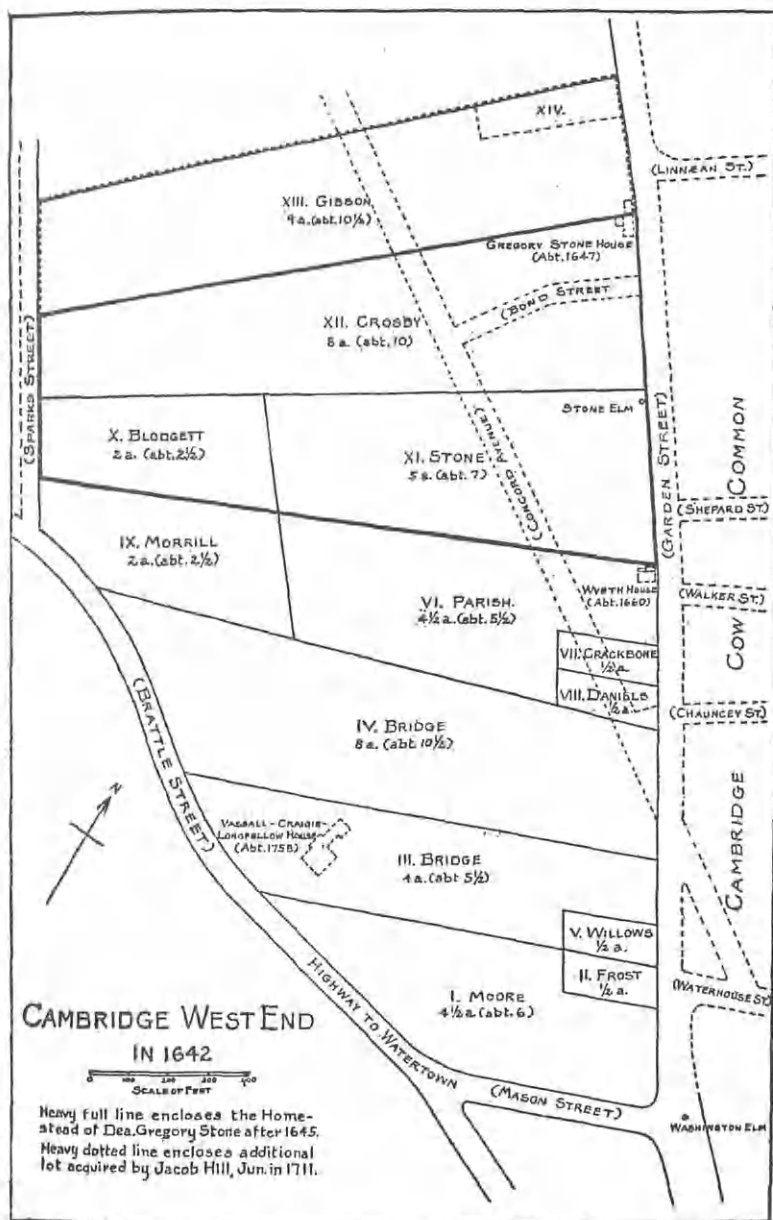 XIV.
(LINNÆAN ST.)
XIII. GIBSON
9 a. (abt. 10½)
GREGORY STONE HOUSE
(Abt. 1647)
(BOND STREET
XII. CROSBY
8 a. (abt. 10)
(SPARKS STREET)
STONE ELM
X. BLODGETT
2 a. (abt. 2½)
XI. STONE
5 a. (abt. 7)
(CONCORD AVENUE)
(GARDEN STREET)
CAMBRIDGE COW COMMON
(SHEPARD ST.)
IX. MORRILL
2 a. (abt. 2½)
VI. PARISH.
4½ a. (abt. 5½)
WYETH HOUSE
(Abt. 1660)
(WALKER ST.)
VII. CRACKBONE
½ a.
VIII. DANIELS
½ a.
(CHAUNCEY ST.)
IV. BRIDGE
8 a. (abt 10½)
(BRATTLE STREET)
N
VASSALL-CRAIGIE-
LONGFELLOW HOUSE
(Abt. 1758)
III. BRIDGE
4 a. (abt 5½)
V. WILLOWS
½ a.
II. FROST
½ a.
(WATERHOUSE ST.)
I. MOORE
4½ a (abt. 6)
HIGHWAY TO WATERTOWN
(MASON STREET)
WASHINGTON ELM
CAMBRIDGE WEST END
IN 1642
0 100 200 300 400
SCALE OF FEET
Heavy full line encloses the Home-
stead of Dea. Gregory Stone after 1645.
Heavy dotted line encloses additional
lot acquired by Jacob Hill, Jun. in 1711.